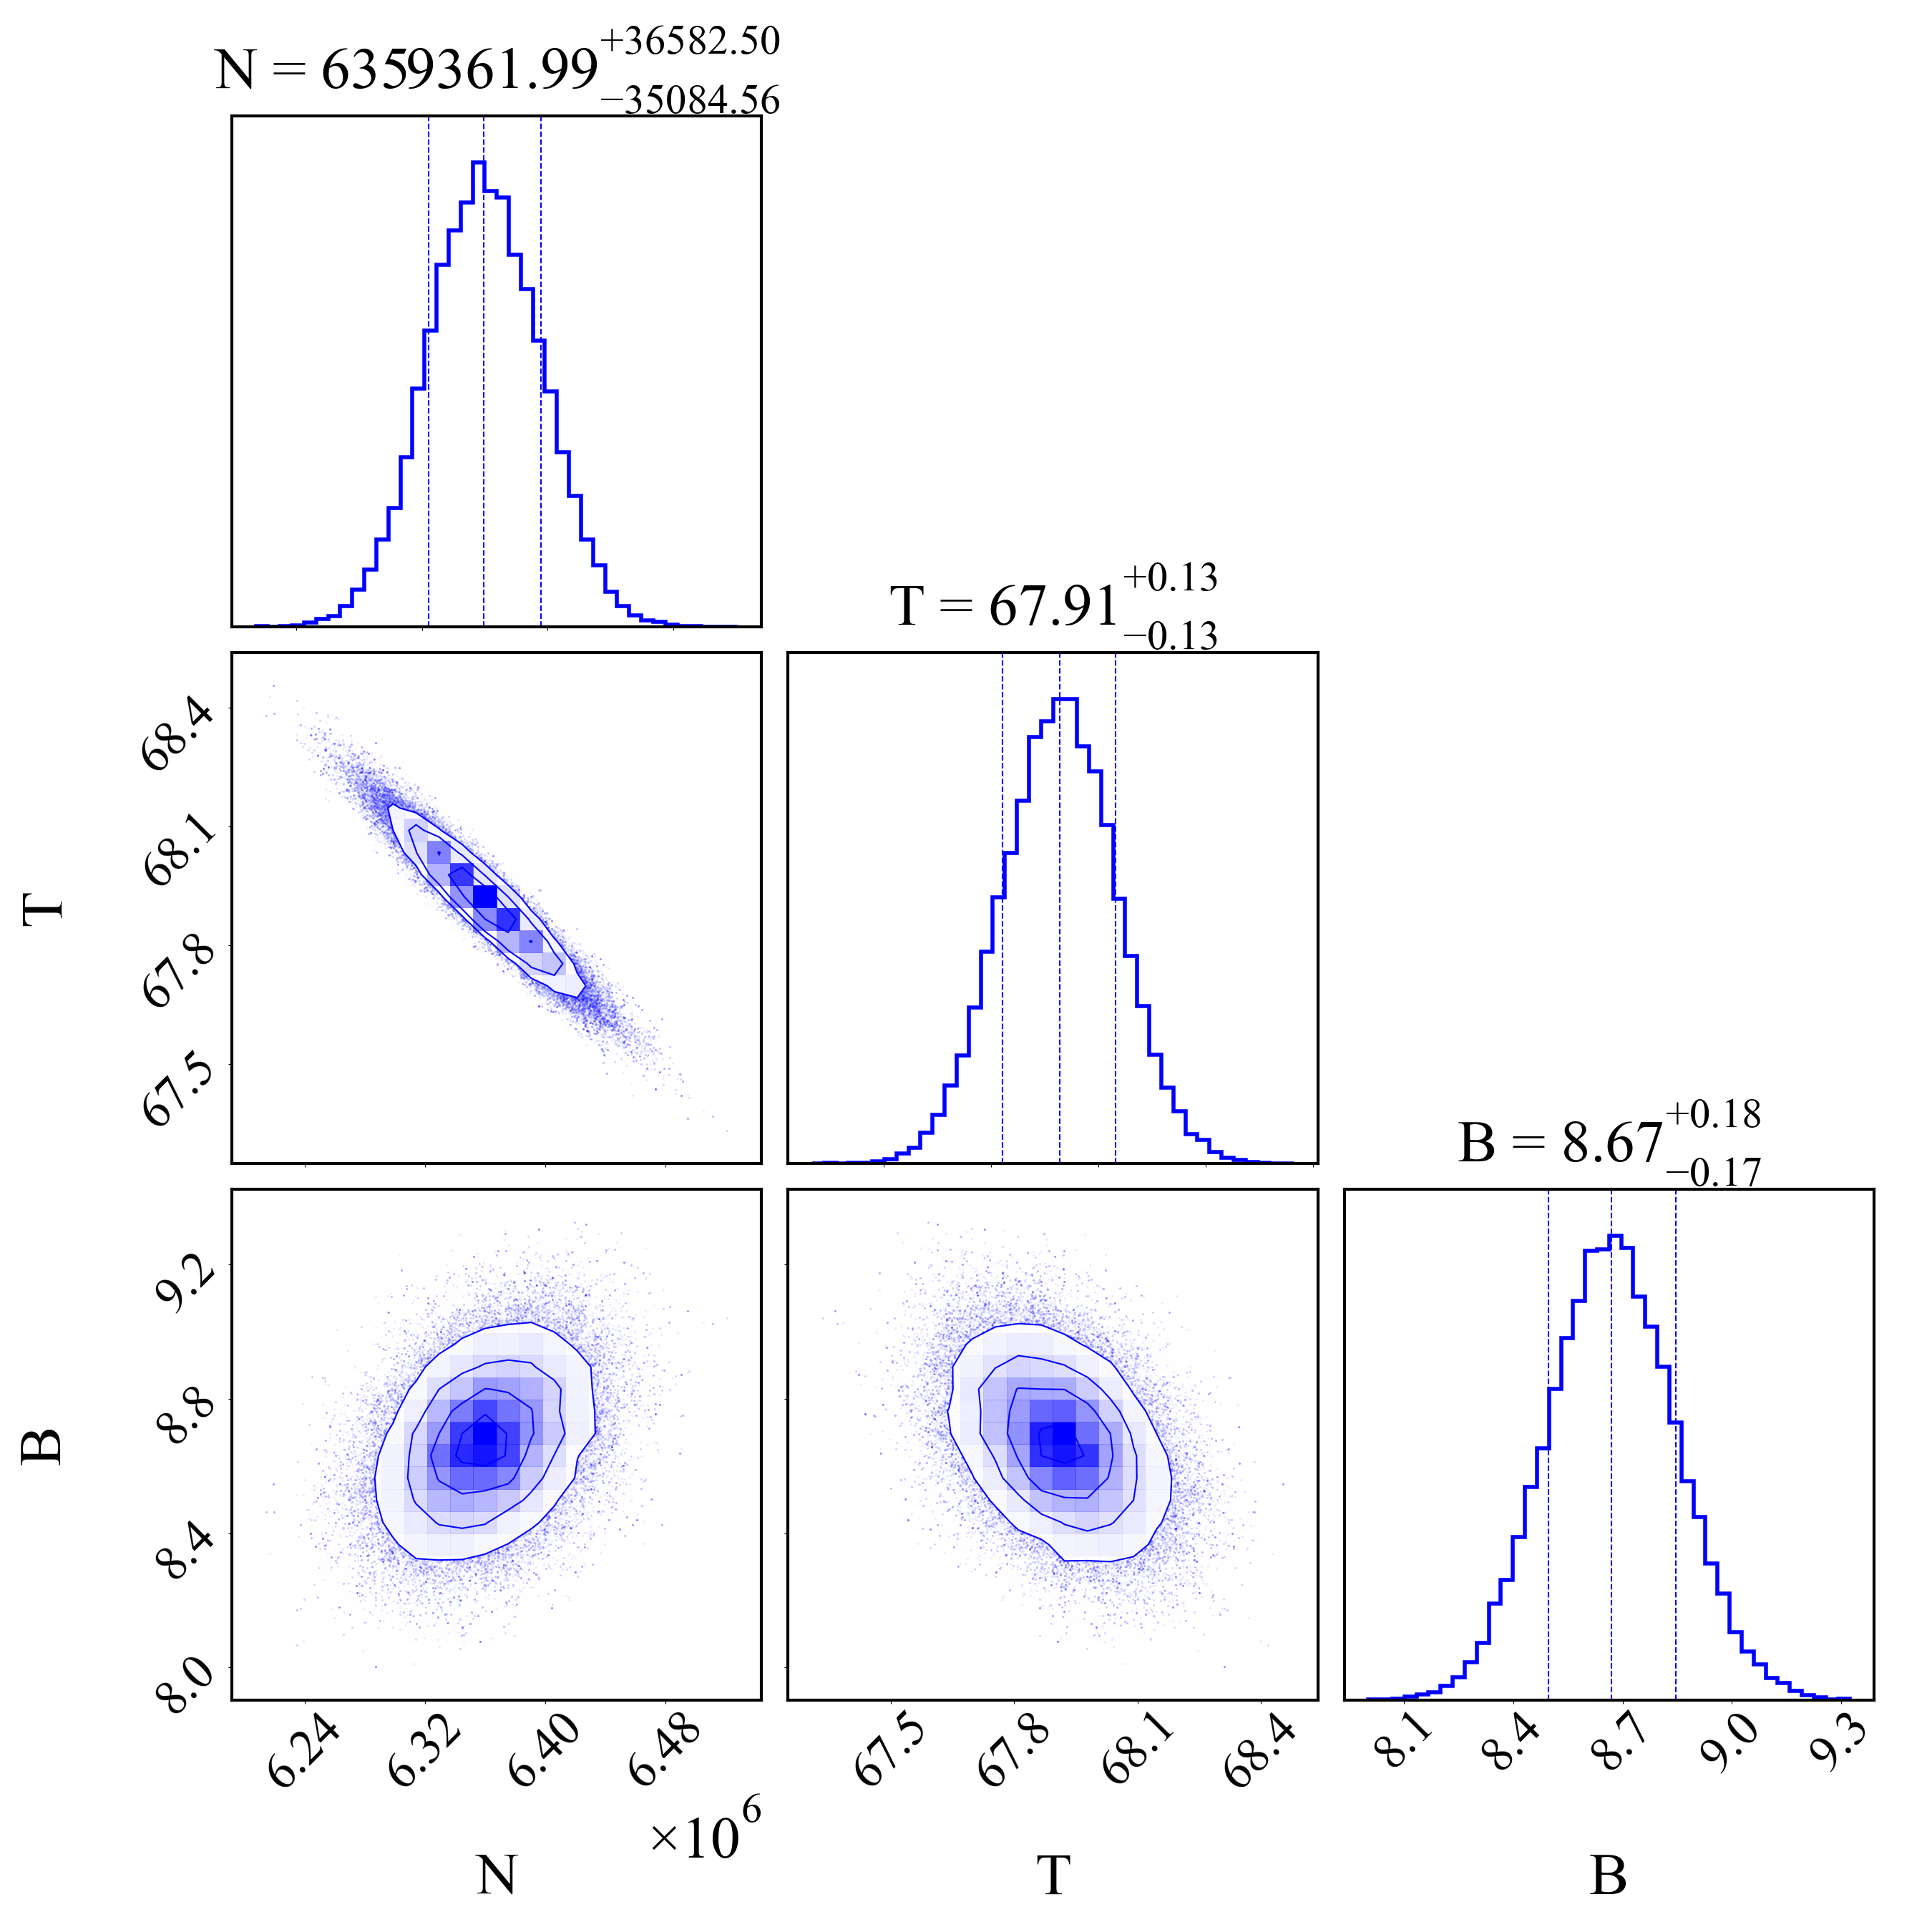 N = 6359361.99 +36582.50 −35084.56
T = 67.91 +0.13 −0.13
68.4
68.1
67.8
67.5
T
B = 8.67 +0.18 −0.17
9.2
8.8
8.4
8.0
B
6.24 6.32 6.40 6.48
×10⁶
N
67.5 67.8 68.1 68.4
T
8.1 8.4 8.7 9.0 9.3
B